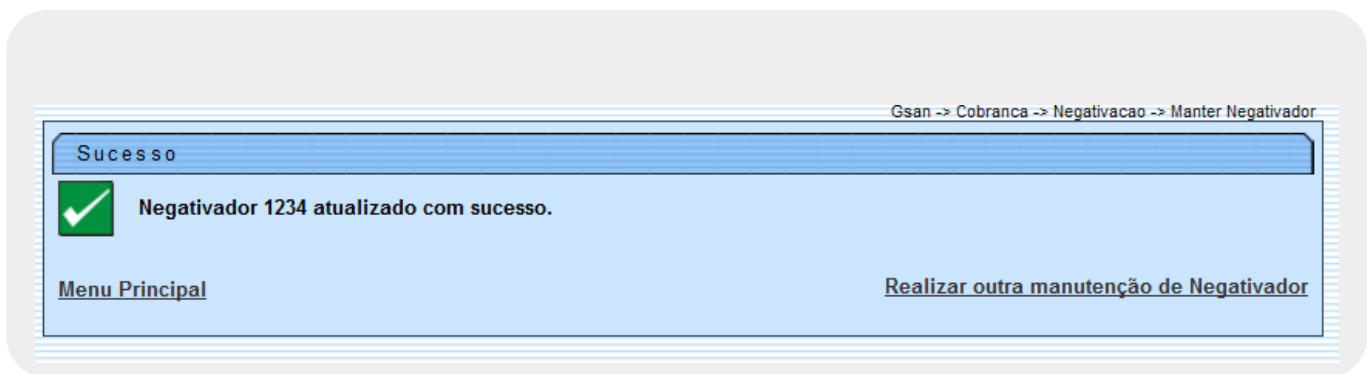 Gsan -> Cobranca -> Negativacao -> Manter Negativador
Sucesso
Negativador 1234 atualizado com sucesso.
Menu Principal
Realizar outra manutenção de Negativador